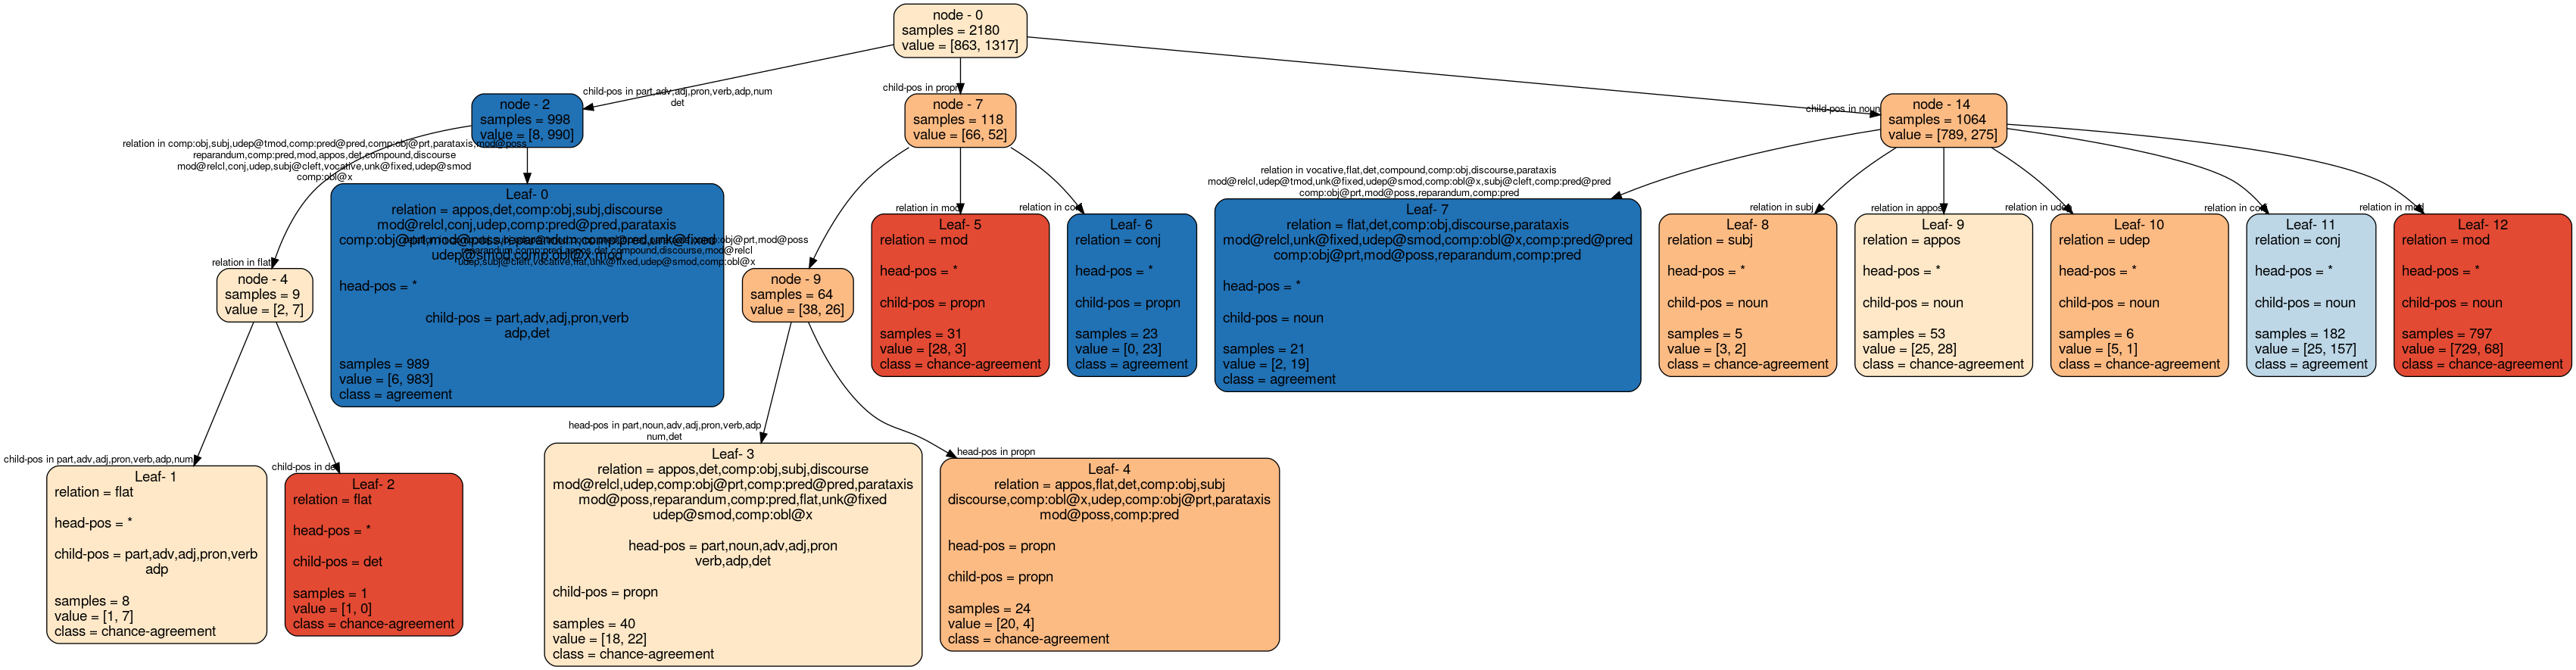 node - 0
samples = 2180
value = [863, 1317]
child-pos in part,adv,adj,pron,verb,adp,num
det
child-pos in propn
child-pos in noun
node - 2
samples = 998
value = [8, 990]
node - 7
samples = 118
value = [66, 52]
node - 14
samples = 1064
value = [789, 275]
relation in comp:obj,subj,udep@tmod,comp:pred@pred,comp:obj@prt,parataxis,mod@poss
reparandum,comp:pred,mod,appos,det,compound,discourse
mod@relcl,conj,udep,subj@cleft,vocative,unk@fixed,udep@smod
comp:obl@x
relation in flat
Leaf- 0
relation = appos,det,comp:obj,subj,discourse
mod@relcl,conj,udep,comp:pred@pred,parataxis
comp:obj@prt,mod@poss,reparandum,comp:pred,unk@fixed
udep@smod,comp:obl@x,mod
head-pos = *
child-pos = part,adv,adj,pron,verb
adp,det
samples = 989
value = [6, 983]
class = agreement
comp:obj@prt,mod@poss
reparandum,comp:pred,appos,det,compound,discourse,mod@relcl
udep,subj@cleft,vocative,flat,unk@fixed,udep@smod,comp:obl@x
relation in mod
relation in
relation in vocative,flat,det,compound,comp:obj,discourse,parataxis
mod@relcl,udep@tmod,unk@fixed,udep@smod,comp:obl@x,subj@cleft,comp:pred@pred
comp:obj@prt,mod@poss,reparandum,comp:pred
relation in subj
relation in appos
relation in udep
relation in
relation in mod
node - 4
samples = 9
value = [2, 7]
node - 9
samples = 64
value = [38, 26]
Leaf- 5
relation = mod
head-pos = *
child-pos = propn
samples = 31
value = [28, 3]
class = chance-agreement
Leaf- 6
relation = conj
head-pos = *
child-pos = propn
samples = 23
value = [0, 23]
class = agreement
Leaf- 7
relation = flat,det,comp:obj,discourse,parataxis
mod@relcl,unk@fixed,udep@smod,comp:obl@x,comp:pred@pred
comp:obj@prt,mod@poss,reparandum,comp:pred
head-pos = *
child-pos = noun
samples = 21
value = [2, 19]
class = agreement
Leaf- 8
relation = subj
head-pos = *
child-pos = noun
samples = 5
value = [3, 2]
class = chance-agreement
Leaf- 9
relation = appos
head-pos = *
child-pos = noun
samples = 53
value = [25, 28]
class = chance-agreement
Leaf- 10
relation = udep
head-pos = *
child-pos = noun
samples = 6
value = [5, 1]
class = chance-agreement
Leaf- 11
relation = conj
head-pos = *
child-pos = noun
samples = 182
value = [25, 157]
class = agreement
Leaf- 12
relation = mod
head-pos = *
child-pos = noun
samples = 797
value = [729, 68]
class = chance-agreement
child-pos in part,adv,adj,pron,verb,adp,num
child-pos in det
head-pos in part,noun,adv,adj,pron,verb,adp
num,det
head-pos in propn
Leaf- 1
relation = flat
head-pos = *
child-pos = part,adv,adj,pron,verb
adp
samples = 8
value = [1, 7]
class = chance-agreement
Leaf- 2
relation = flat
head-pos = *
child-pos = det
samples = 1
value = [1, 0]
class = chance-agreement
Leaf- 3
relation = appos,det,comp:obj,subj,discourse
mod@relcl,udep,comp:obj@prt,comp:pred@pred,parataxis
mod@poss,reparandum,comp:pred,flat,unk@fixed
udep@smod,comp:obl@x
head-pos = part,noun,adv,adj,pron
verb,adp,det
child-pos = propn
samples = 40
value = [18, 22]
class = chance-agreement
Leaf- 4
relation = appos,flat,det,comp:obj,subj
discourse,comp:obl@x,udep,comp:obj@prt,parataxis
mod@poss,comp:pred
head-pos = propn
child-pos = propn
samples = 24
value = [20, 4]
class = chance-agreement